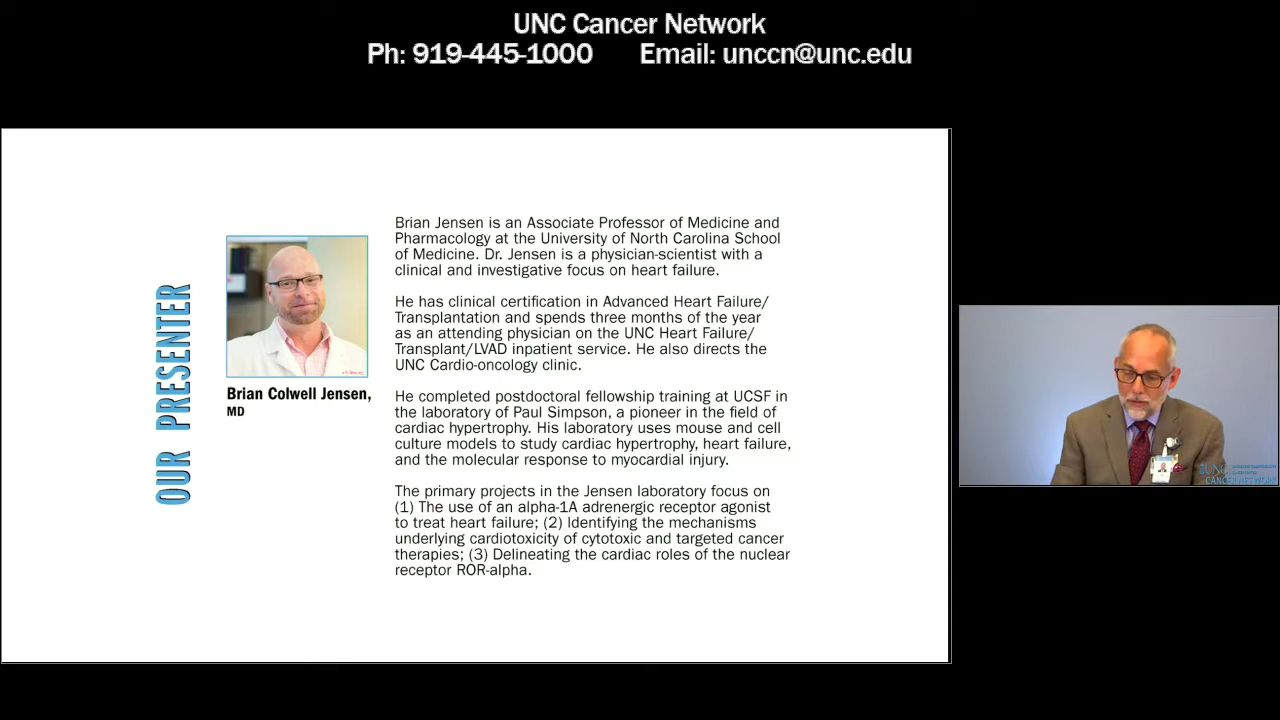 UNC Cancer Network
Ph: 919-445-1000 Email: unccn@unc.edu
OUR PRESENTER
Brian Colwell Jensen,
MD
Brian Jensen is an Associate Professor of Medicine and
Pharmacology at the University of North Carolina School
of Medicine. Dr. Jensen is a physician-scientist with a
clinical and investigative focus on heart failure.
He has clinical certification in Advanced Heart Failure/
Transplantation and spends three months of the year
as an attending physician on the UNC Heart Failure/
Transplant/LVAD inpatient service. He also directs the
UNC Cardio-oncology clinic.
He completed postdoctoral fellowship training at UCSF in
the laboratory of Paul Simpson, a pioneer in the field of
cardiac hypertrophy. His laboratory uses mouse and cell
culture models to study cardiac hypertrophy, heart failure,
and the molecular response to myocardial injury.
The primary projects in the Jensen laboratory focus on
(1) The use of an alpha-1A adrenergic receptor agonist
to treat heart failure; (2) Identifying the mechanisms
underlying cardiotoxicity of cytotoxic and targeted cancer
therapies; (3) Delineating the cardiac roles of the nuclear
receptor ROR-alpha.
UNC
CANCER NETWORK